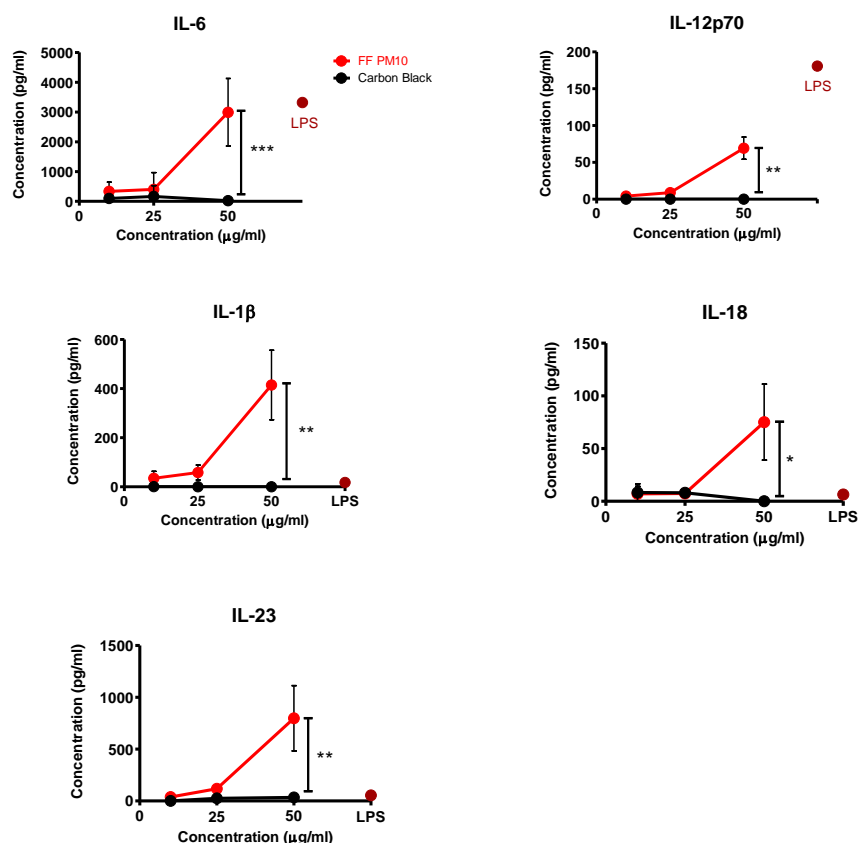 IL-6
Concentration (pg/ml)
5000
4000
3000
2000
1000
0
0
25
50
Concentration (μg/ml)
FF PM10
Carbon Black
LPS
***
IL-12p70
Concentration (pg/ml)
200
150
100
50
0
0
25
50
Concentration (μg/ml)
LPS
**
IL-1β
Concentration (pg/ml)
600
400
200
0
0
25
50
LPS
Concentration (μg/ml)
**
IL-18
Concentration (pg/ml)
150
100
50
0
0
25
50
LPS
Concentration (μg/ml)
*
IL-23
Concentration (pg/ml)
1500
1000
500
0
0
25
50
LPS
Concentration (μg/ml)
**